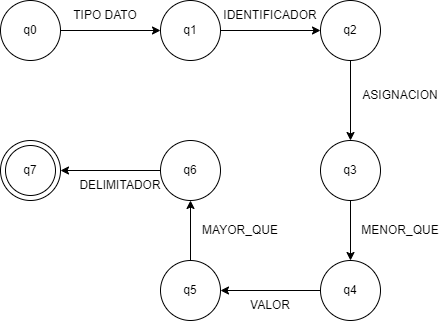 TIPO DATO
IDENTIFICADOR
q0
q1
q2
ASIGNACION
q7
q6
q3
DELIMITADOR
MAYOR_QUE
MENOR_QUE
q5
q4
VALOR